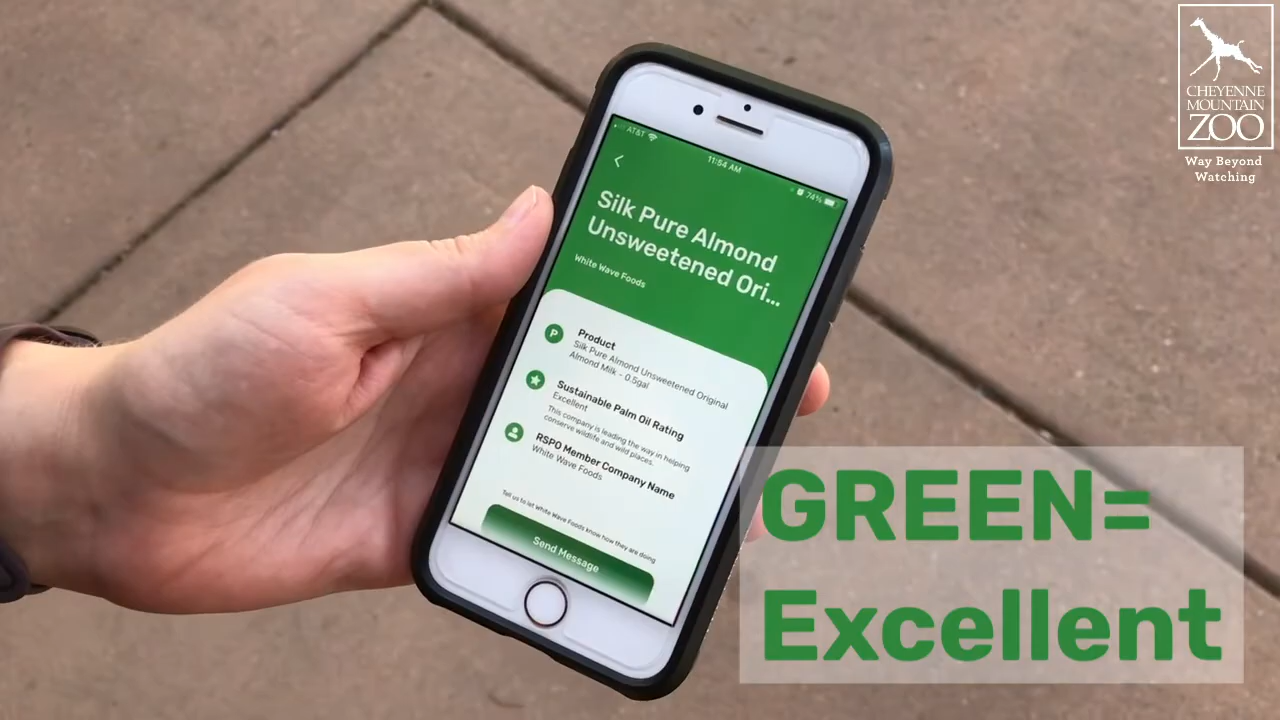 AT&T
11:54 AM
74%
Silk Pure Almond
Unsweetened Ori...
White Wave Foods
P
Product
Silk Pure Almond Unsweetened Original
Almond Milk - 0.5gal
Sustainable Palm Oil Rating
Excellent
This company is leading the way in helping
conserve wildlife and wild places.
RSPO Member Company Name
White Wave Foods
Tell us to let White Wave Foods know how they are doing
Send Message
CHEYENNE
MOUNTAIN
ZOO
Way Beyond
Watching
GREEN=
Excellent